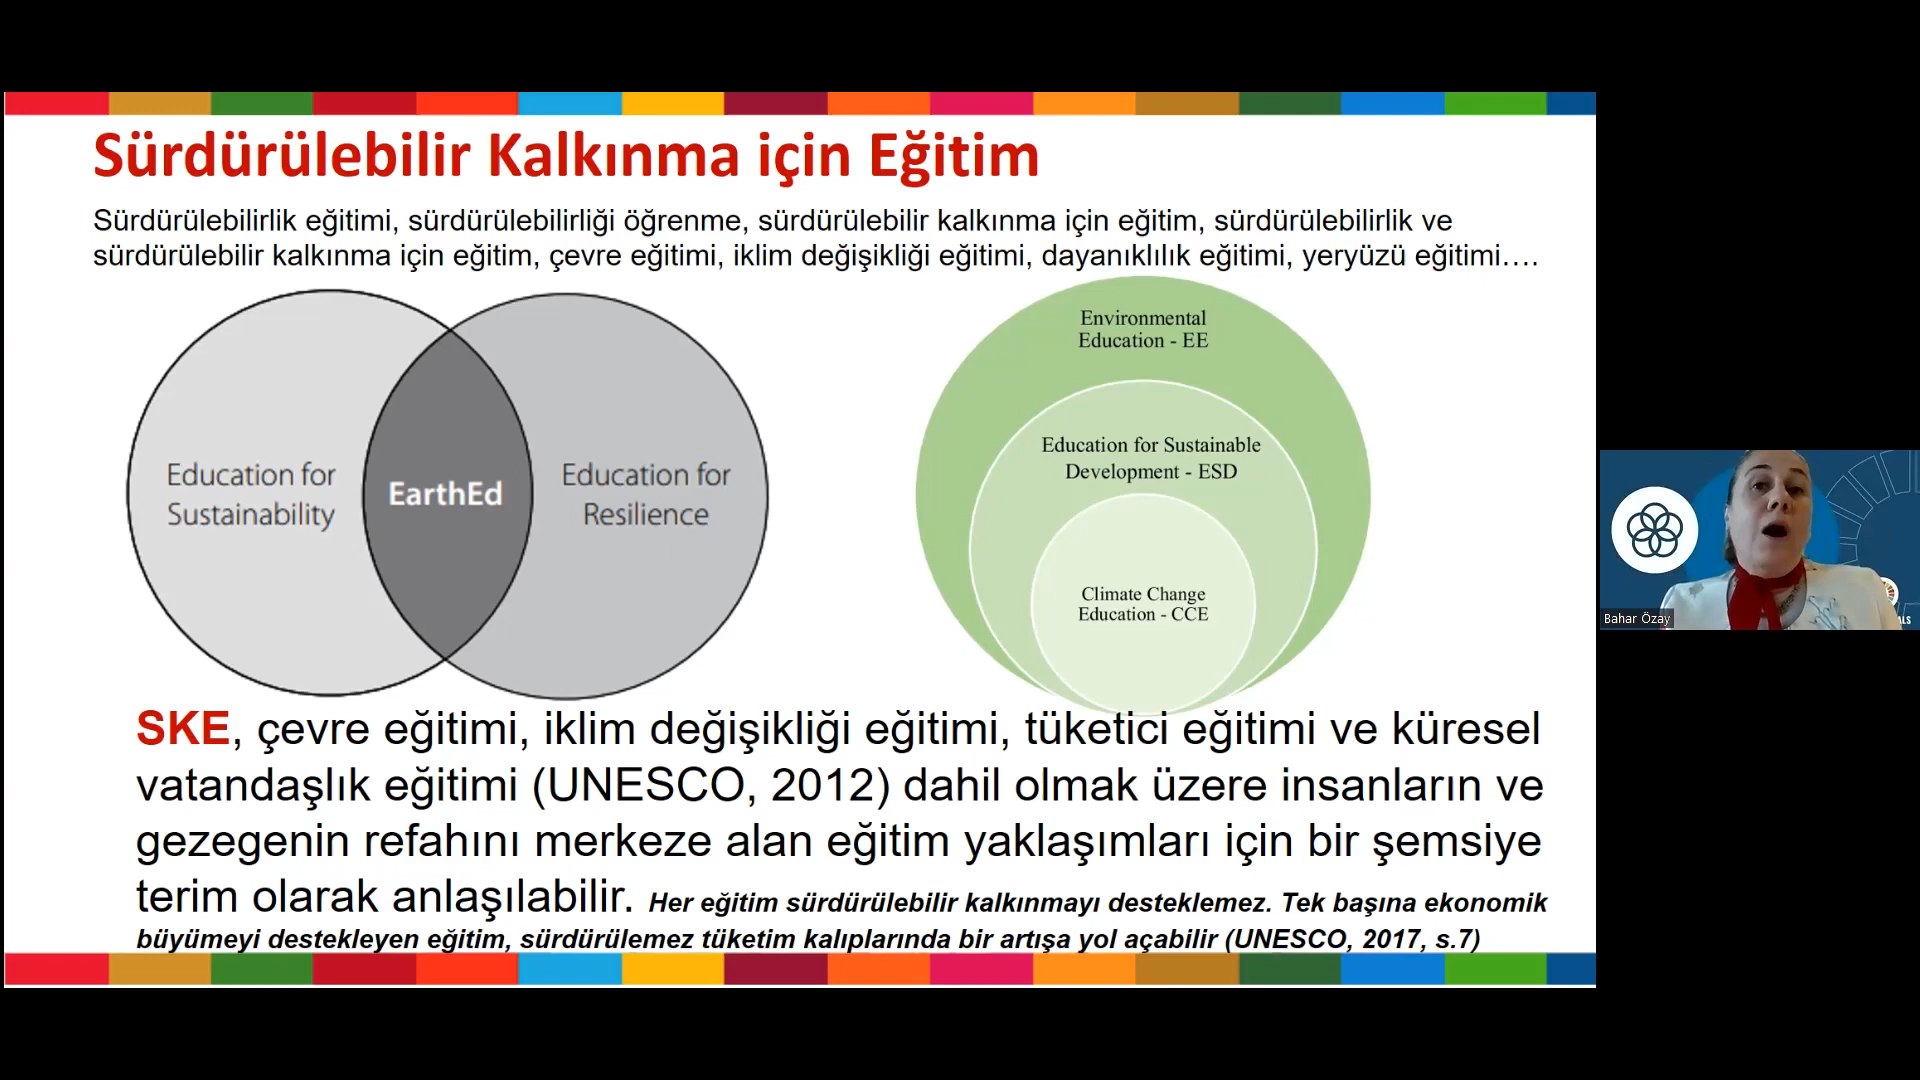 Sürdürülebilir Kalkınma için Eğitim
Sürdürülebilirlik eğitimi, sürdürülebilirliği öğrenme, sürdürülebilir kalkınma için eğitim, sürdürülebilirlik ve
sürdürülebilir kalkınma için eğitim, çevre eğitimi, iklim değişikliği eğitimi, dayanıklılık eğitimi, yeryüzü eğitimi….
Education for
Sustainability
EarthEd
Education for
Resilience
Environmental
Education - EE
Education for Sustainable
Development - ESD
Climate Change
Education - CCE
SKE, çevre eğitimi, iklim değişikliği eğitimi, tüketici eğitimi ve küresel
vatandaşlık eğitimi (UNESCO, 2012) dahil olmak üzere insanların ve
gezegenin refahını merkeze alan eğitim yaklaşımları için bir şemsiye
terim olarak anlaşılabilir. Her eğitim sürdürülebilir kalkınmayı desteklemez. Tek başına ekonomik
büyümeyi destekleyen eğitim, sürdürülemez tüketim kalıplarında bir artışa yol açabilir (UNESCO, 2017, s.7)
Bahar Özay